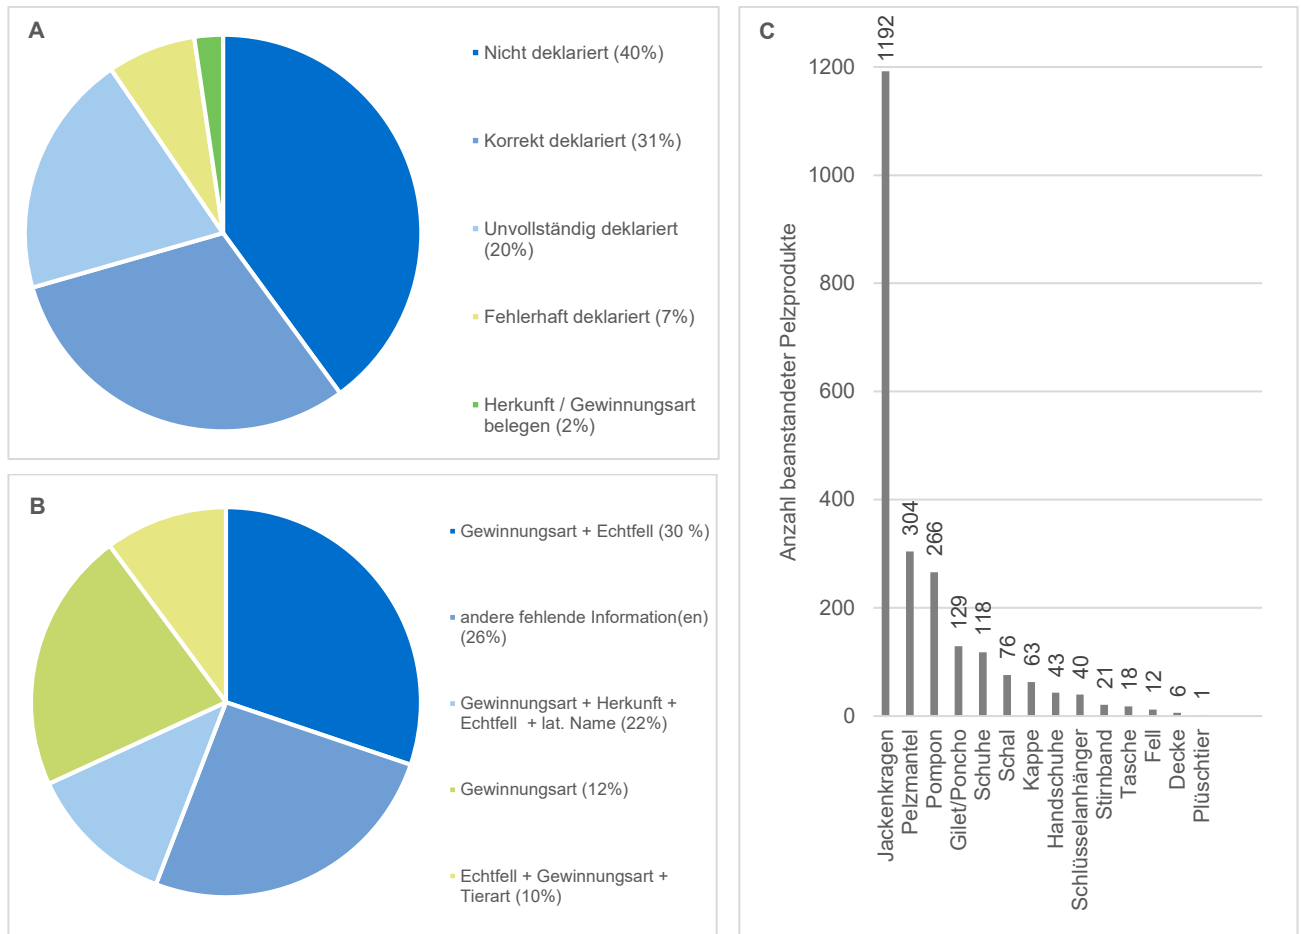 A
Nicht deklariert (40%)
Korrekt deklariert (31%)
Unvollständig deklariert
(20%)
Fehlerhaft deklariert (7%)
Herkunft / Gewinnungsart
belegen (2%)
B
Gewinnungsart + Echtfell (30 %)
andere fehlende Information(en)
(26%)
Gewinnungsart + Herkunft +
Echtfell + lat. Name (22%)
Gewinnungsart (12%)
Echtfell + Gewinnungsart +
Tierart (10%)
C
Anzahl beanstandeter Pelzprodukte
1200
1000
800
600
400
200
0
1192
304
266
129
118
76
63
43
40
21
18
12
6
1
Jackenkragen
Pelzmantel
Pompon
Gilet/Poncho
Schuhe
Schal
Kappe
Handschuhe
Schlüsselanhänger
Stirnband
Tasche
Fell
Decke
Plüschtier